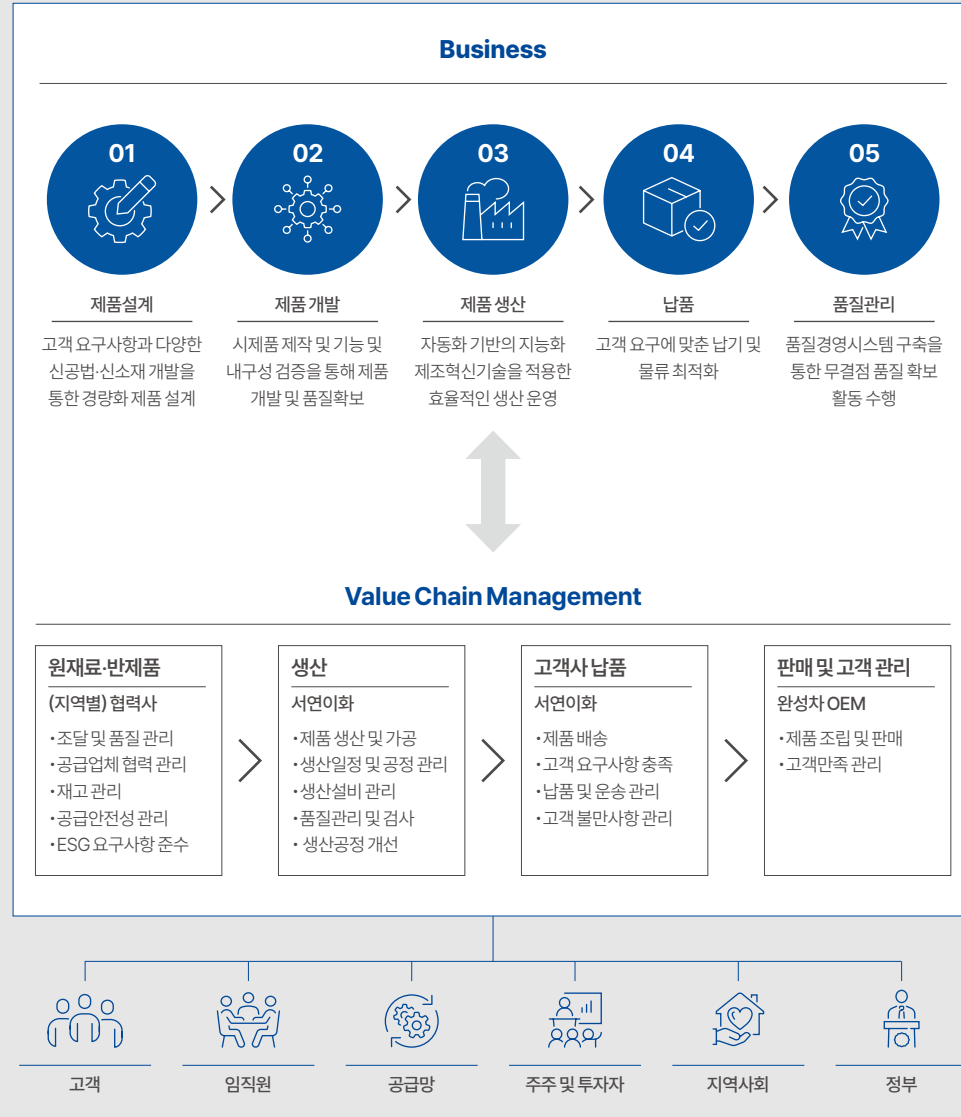 Business
01
02
03
04
05
제품설계
고객 요구사항과 다양한
신공법·신소재 개발을
통한 경량화 제품 설계
제품 개발
시제품 제작 및 기능 및
내구성 검증을 통해 제품
개발 및 품질확보
제품 생산
자동화 기반의 지능화
제조혁신기술을 적용한
효율적인 생산 운영
납품
고객 요구에 맞춘 납기 및
물류 최적화
품질관리
품질경영시스템 구축을
통한 무결점 품질 확보
활동 수행
Value Chain Management
원재료·반제품
(지역별) 협력사
·조달 및 품질 관리
·공급업체 협력 관리
·재고 관리
·공급안전성 관리
·ESG 요구사항 준수
생산
서연이화
·제품 생산 및 가공
·생산일정 및 공정 관리
·생산설비 관리
·품질관리 및 검사
· 생산공정 개선
고객사 납품
서연이화
·제품 배송
·고객 요구사항 충족
·납품 및 운송 관리
·고객 불만사항 관리
판매 및 고객 관리
완성차 OEM
·제품 조립 및 판매
·고객만족 관리
고객
임직원
공급망
주주 및 투자자
지역사회
정부